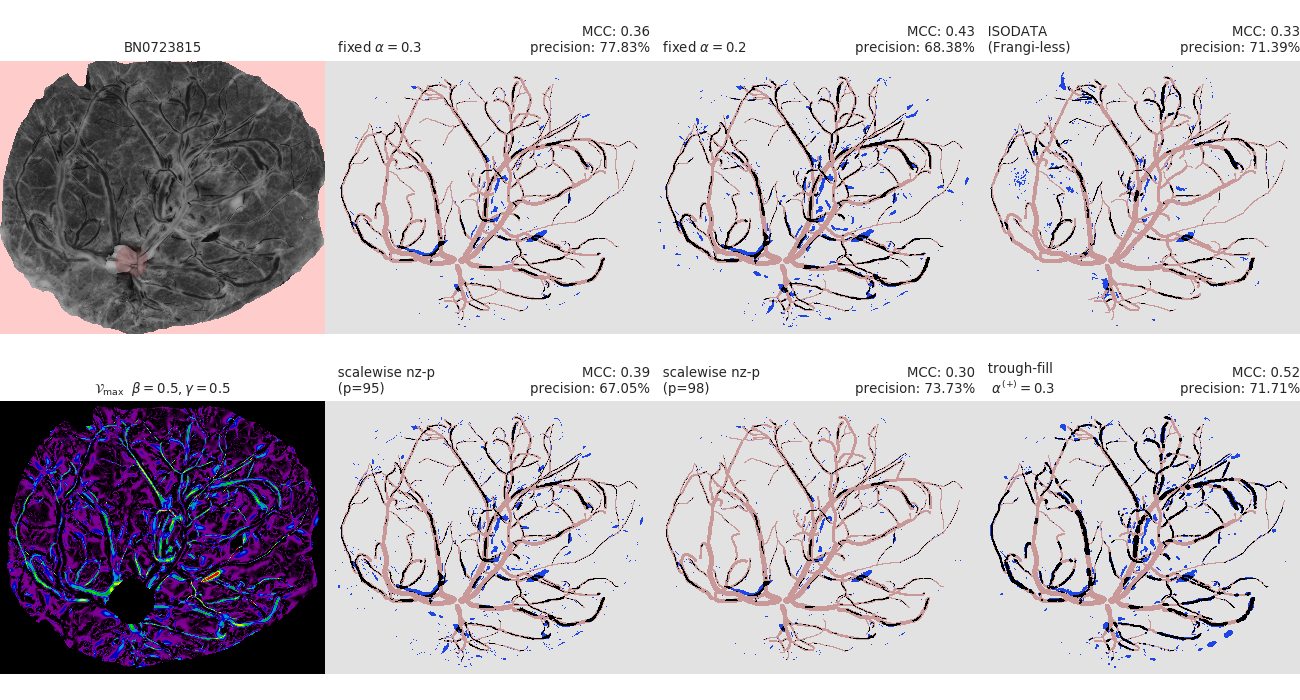 BN0723815
fixed α = 0.3
MCC: 0.36
precision: 77.83%
fixed α = 0.2
MCC: 0.43
precision: 68.38%
ISODATA
(Frangi-less)
MCC: 0.33
precision: 71.39%
𝒱max β = 0.5, γ = 0.5
scalewise nz-p
(p=95)
MCC: 0.39
precision: 67.05%
scalewise nz-p
(p=98)
MCC: 0.30
precision: 73.73%
trough-fill
α(+) = 0.3
MCC: 0.52
precision: 71.71%